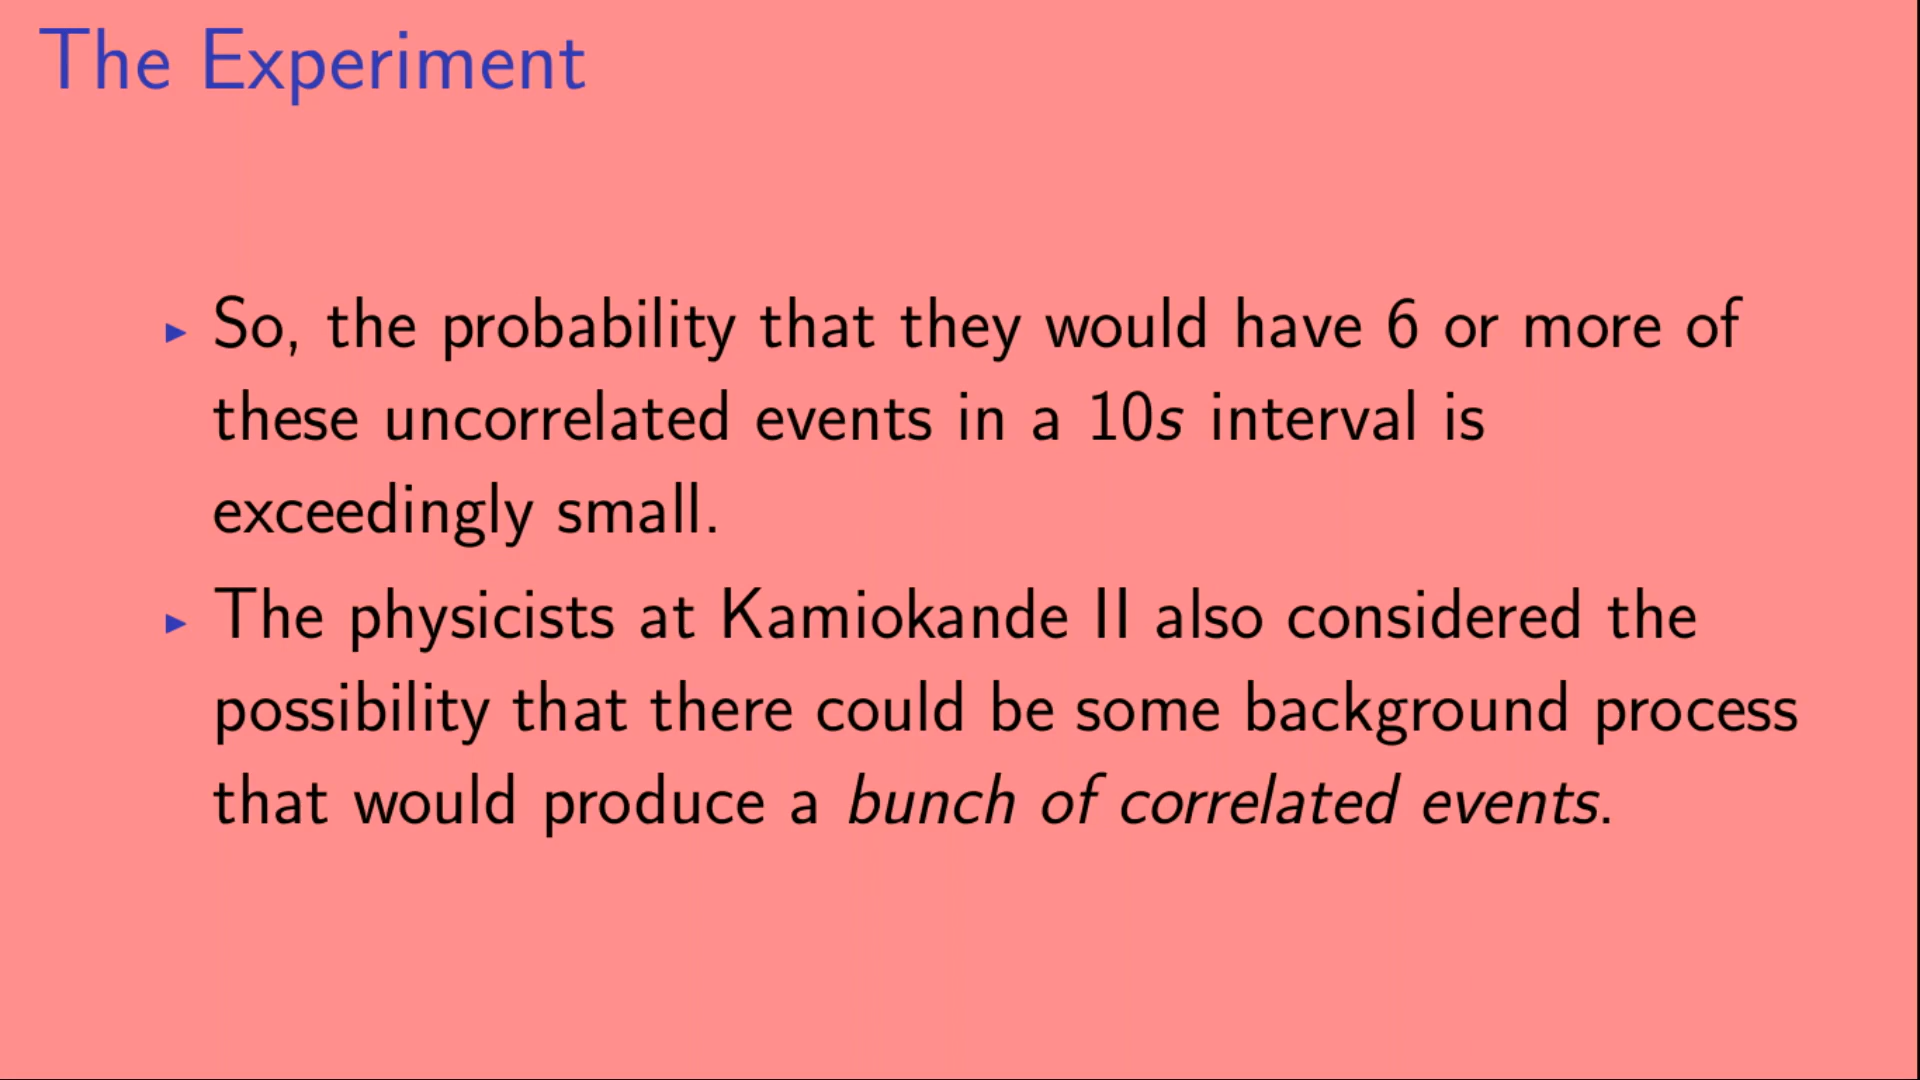 The Experiment
So, the probability that they would have 6 or more of
these uncorrelated events in a 10s interval is
exceedingly small.
The physicists at Kamiokande II also considered the
possibility that there could be some background process
that would produce a bunch of correlated events.